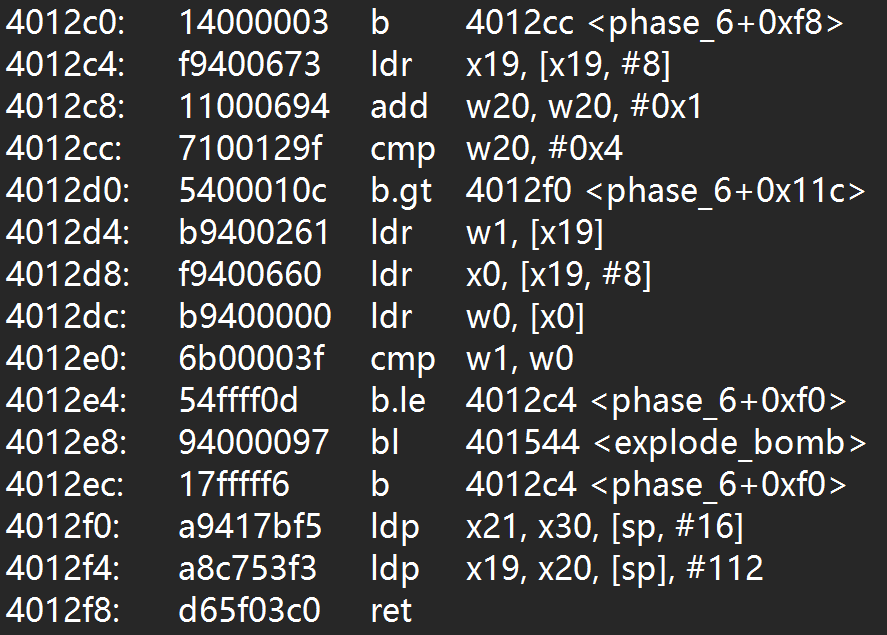 4012c0: 14000003 b 4012cc <phase_6+0xf8>
4012c4: f9400673 ldr x19, [x19, #8]
4012c8: 11000694 add w20, w20, #0x1
4012cc: 7100129f cmp w20, #0x4
4012d0: 5400010c b.gt 4012f0 <phase_6+0x11c>
4012d4: b9400261 ldr w1, [x19]
4012d8: f9400660 ldr x0, [x19, #8]
4012dc: b9400000 ldr w0, [x0]
4012e0: 6b00003f cmp w1, w0
4012e4: 54ffff0d b.le 4012c4 <phase_6+0xf0>
4012e8: 94000097 bl 401544 <explode_bomb>
4012ec: 17fffff6 b 4012c4 <phase_6+0xf0>
4012f0: a9417bf5 ldp x21, x30, [sp, #16]
4012f4: a8c753f3 ldp x19, x20, [sp], #112
4012f8: d65f03c0 ret